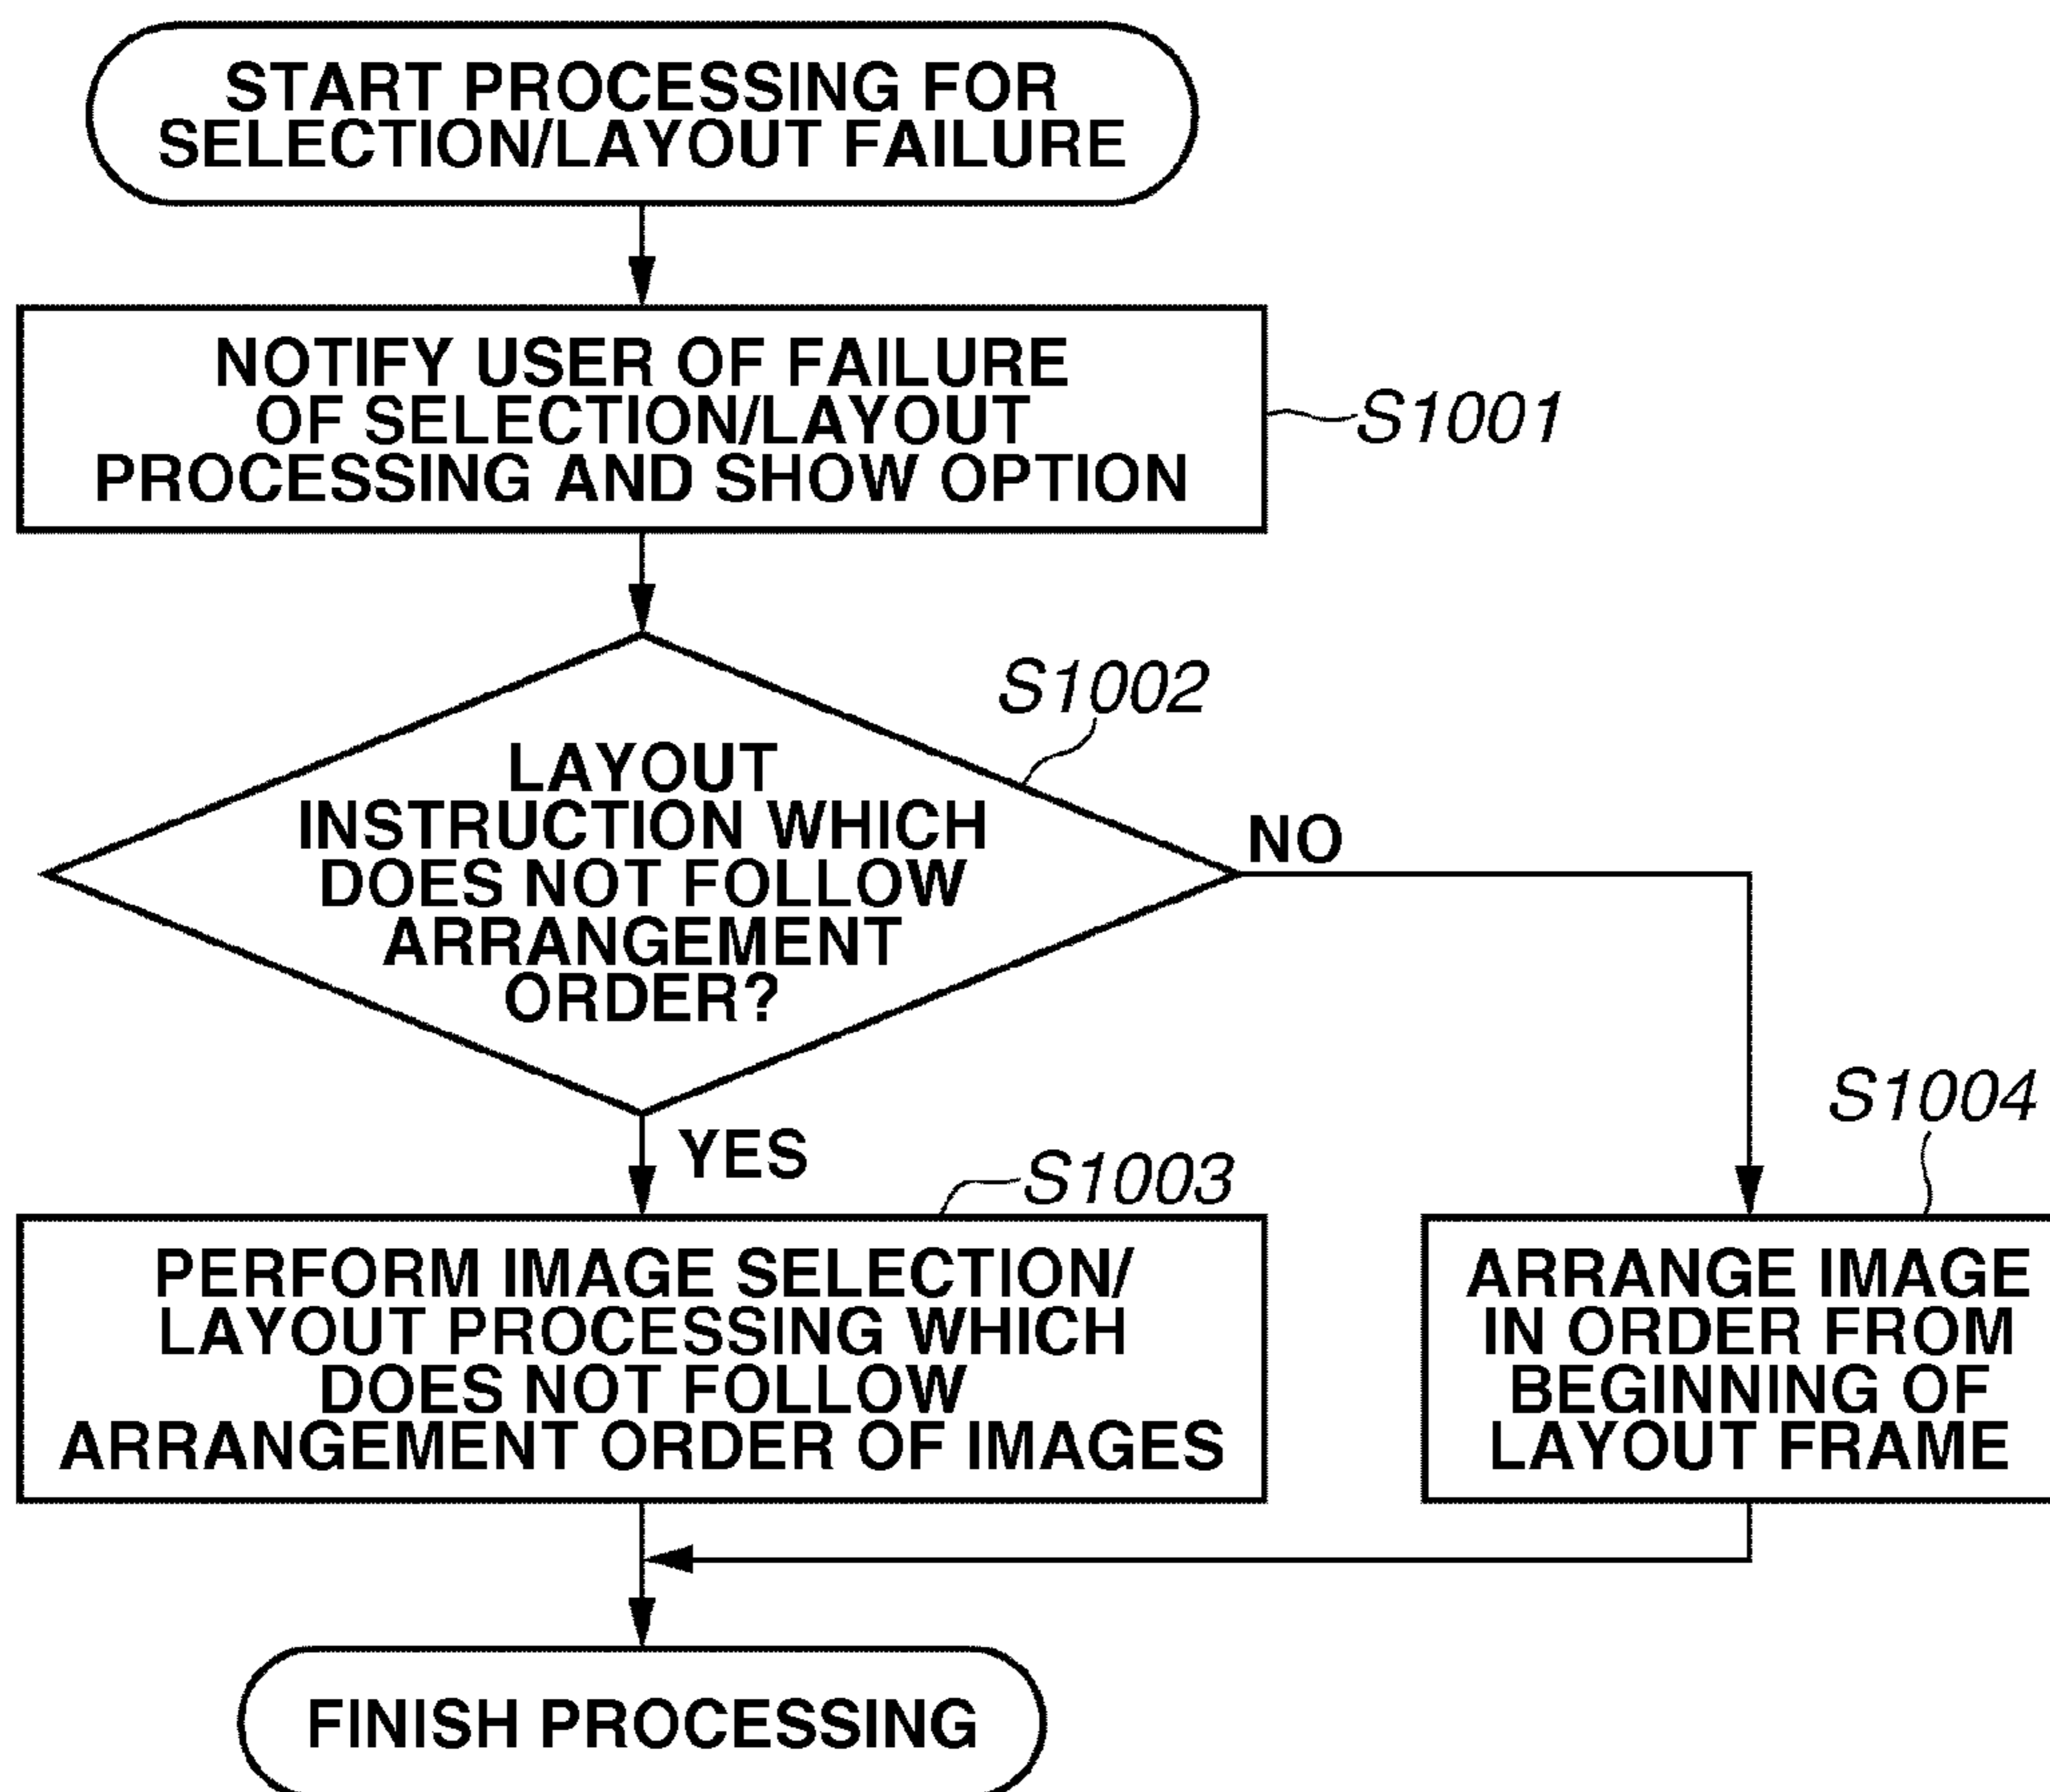 START PROCESSING FOR
SELECTION/LAYOUT FAILURE
NOTIFY USER OF FAILURE
OF SELECTION/LAYOUT
PROCESSING AND SHOW OPTION
S1001
S1002
LAYOUT
INSTRUCTION WHICH
DOES NOT FOLLOW
ARRANGEMENT
ORDER?
NO
YES
S1003
PERFORM IMAGE SELECTION/
LAYOUT PROCESSING WHICH
DOES NOT FOLLOW
ARRANGEMENT ORDER OF IMAGES
S1004
ARRANGE IMAGE
IN ORDER FROM
BEGINNING OF
LAYOUT FRAME
FINISH PROCESSING